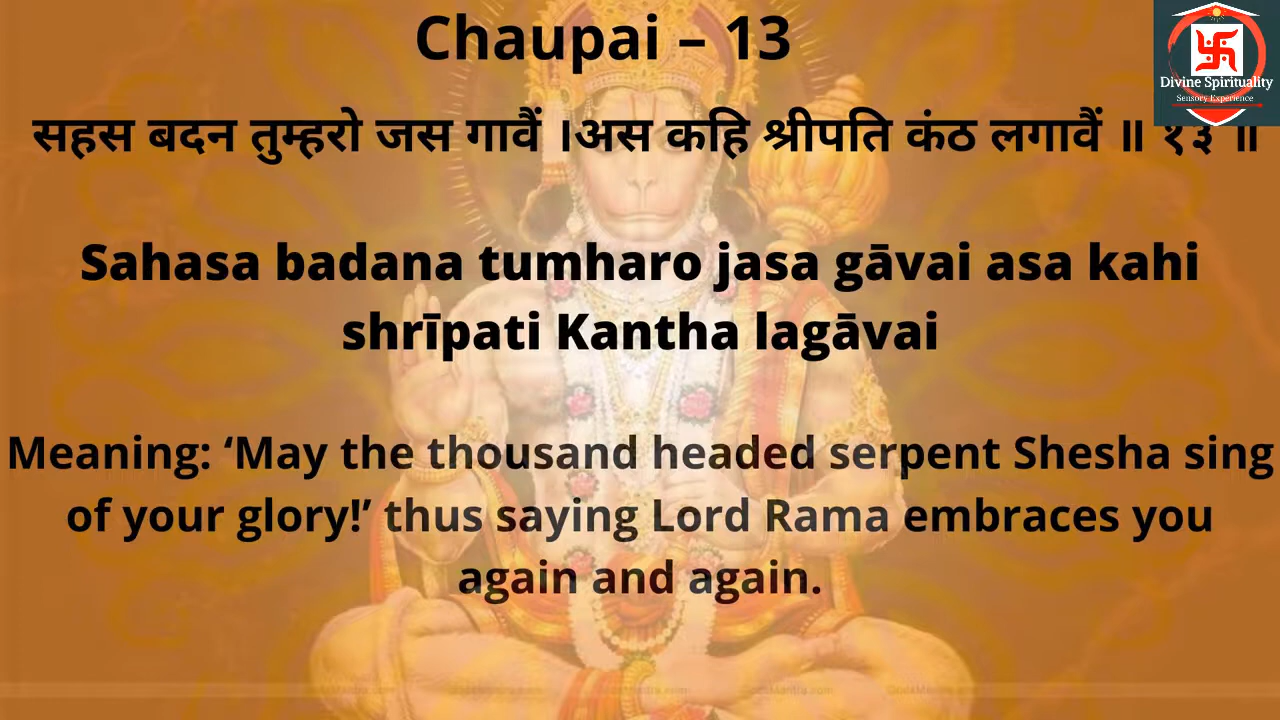 Chaupai – 13
Divine Spirituality
Sensory Experience
सहस बदन तुम्हरो जस गावैं ।अस कहि श्रीपति कंठ लगावैं ॥ १३ ॥
Sahasa badana tumharo jasa gāvai asa kahi
shrīpati Kantha lagāvai
Meaning: ‘May the thousand headed serpent Shesha sing
of your glory!’ thus saying Lord Rama embraces you
again and again.